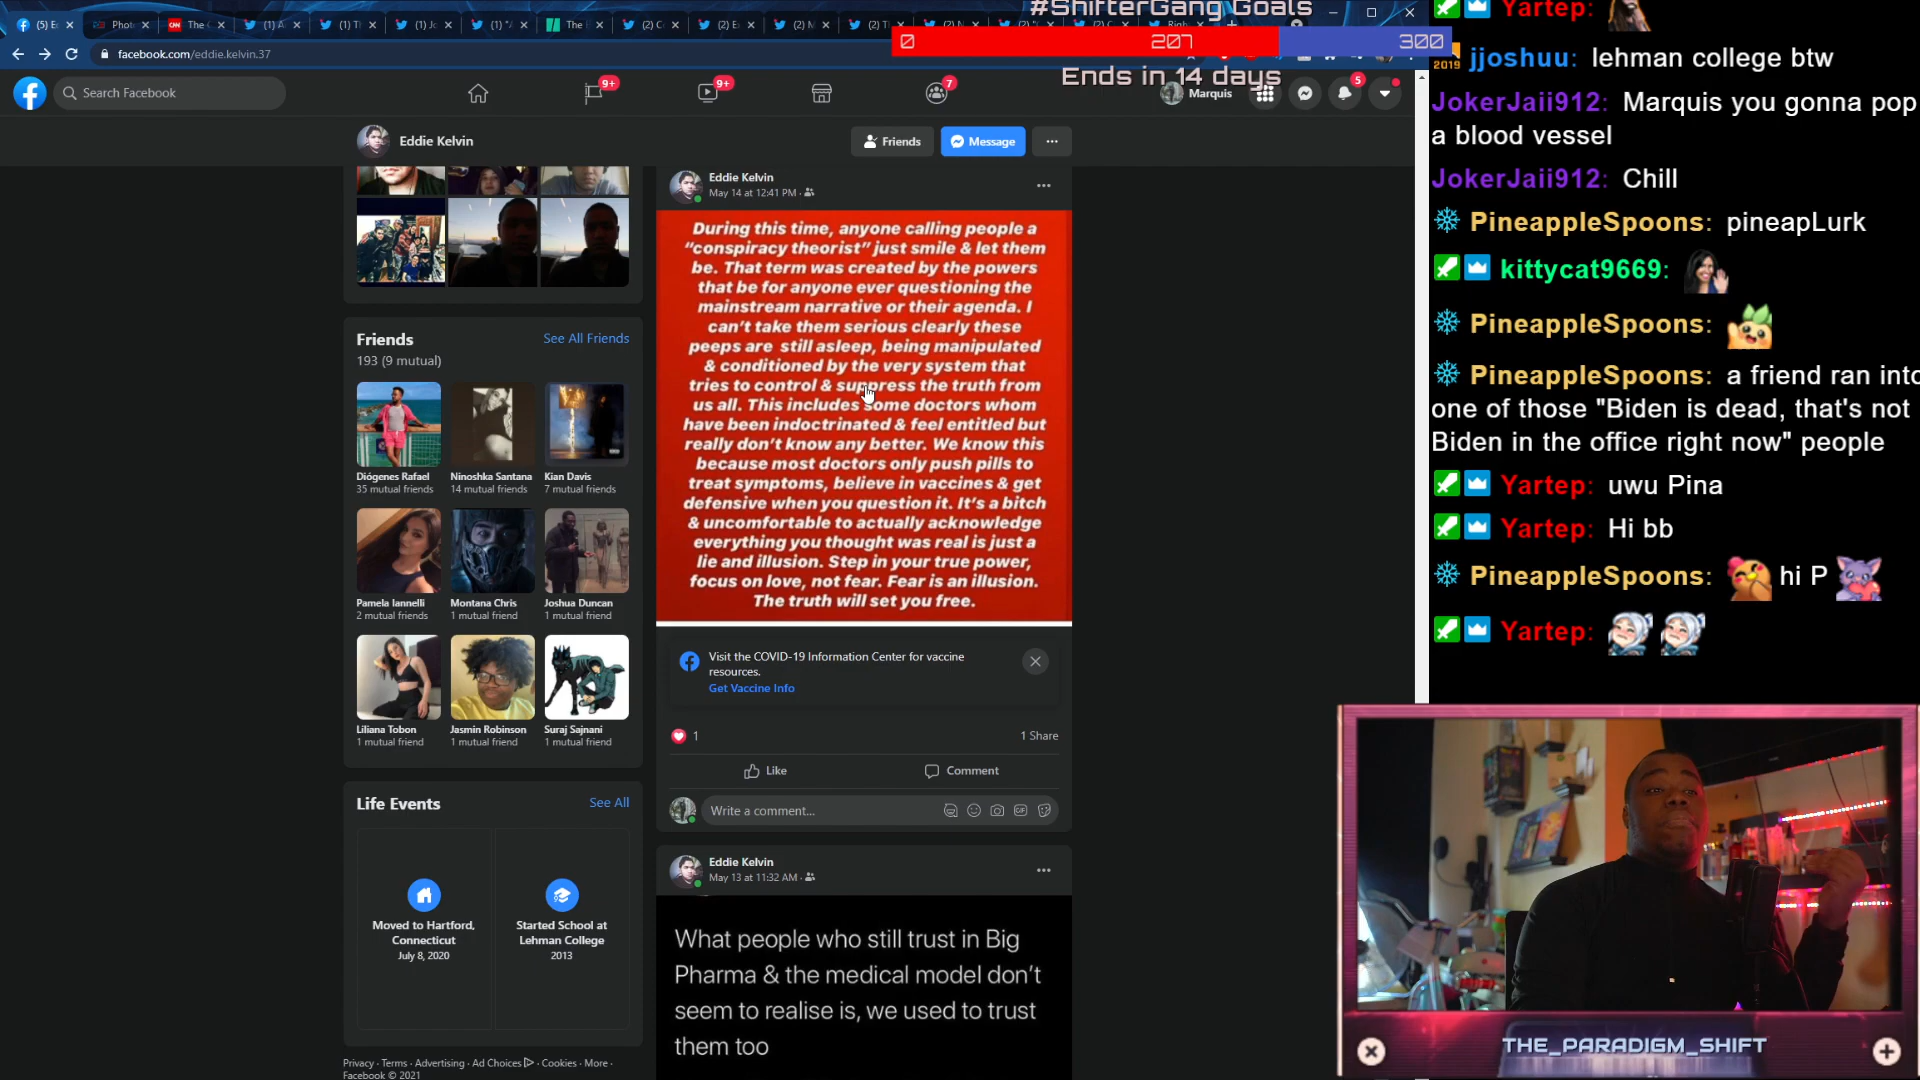 #ShifterGang Goals
0 207 300
Ends in 14 days
facebook.com/eddie.kelvin.37
Search Facebook
9+
9+
7
Marquis
5
Eddie Kelvin
Friends
Message
Friends
See All Friends
193 (9 mutual)
Diógenes Rafael
35 mutual friends
Ninoshka Santana
14 mutual friends
Kian Davis
7 mutual friends
Pamela Iannelli
2 mutual friends
Montana Chris
1 mutual friend
Joshua Duncan
1 mutual friend
Liliana Tobon
1 mutual friend
Jasmin Robinson
1 mutual friend
Suraj Sajnani
1 mutual friend
Life Events
See All
Moved to Hartford,
Connecticut
July 8, 2020
Started School at
Lehman College
2013
Privacy · Terms · Advertising · Ad Choices · Cookies · More ·
Facebook © 2021
Eddie Kelvin
May 14 at 12:41 PM ·
During this time, anyone calling people a
“conspiracy theorist” just smile & let them
be. That term was created by the powers
that be for anyone ever questioning the
mainstream narrative or their agenda. I
can’t take them serious clearly these
peeps are still asleep, being manipulated
& conditioned by the very system that
tries to control & suppress the truth from
us all. This includes some doctors whom
have been indoctrinated & feel entitled but
really don’t know any better. We know this
because most doctors only push pills to
treat symptoms, believe in vaccines & get
defensive when you question it. It’s a bitch
& uncomfortable to actually acknowledge
everything you thought was real is just a
lie and illusion. Step in your true power,
focus on love, not fear. Fear is an illusion.
The truth will set you free.
Visit the COVID-19 Information Center for vaccine
resources.
Get Vaccine Info
1
1 Share
Like
Comment
Write a comment...
Eddie Kelvin
May 13 at 11:32 AM ·
What people who still trust in Big
Pharma & the medical model don’t
seem to realise is, we used to trust
them too
Yartep:
2019 jjoshuu: lehman college btw
JokerJaii912: Marquis you gonna pop
a blood vessel
JokerJaii912: Chill
PineappleSpoons: pineapLurk
kittycat9669:
PineappleSpoons:
PineappleSpoons: a friend ran into
one of those "Biden is dead, that's not
Biden in the office right now" people
Yartep: uwu Pina
Yartep: Hi bb
PineappleSpoons: hi P
Yartep:
THE_PARADIGM_SHIFT